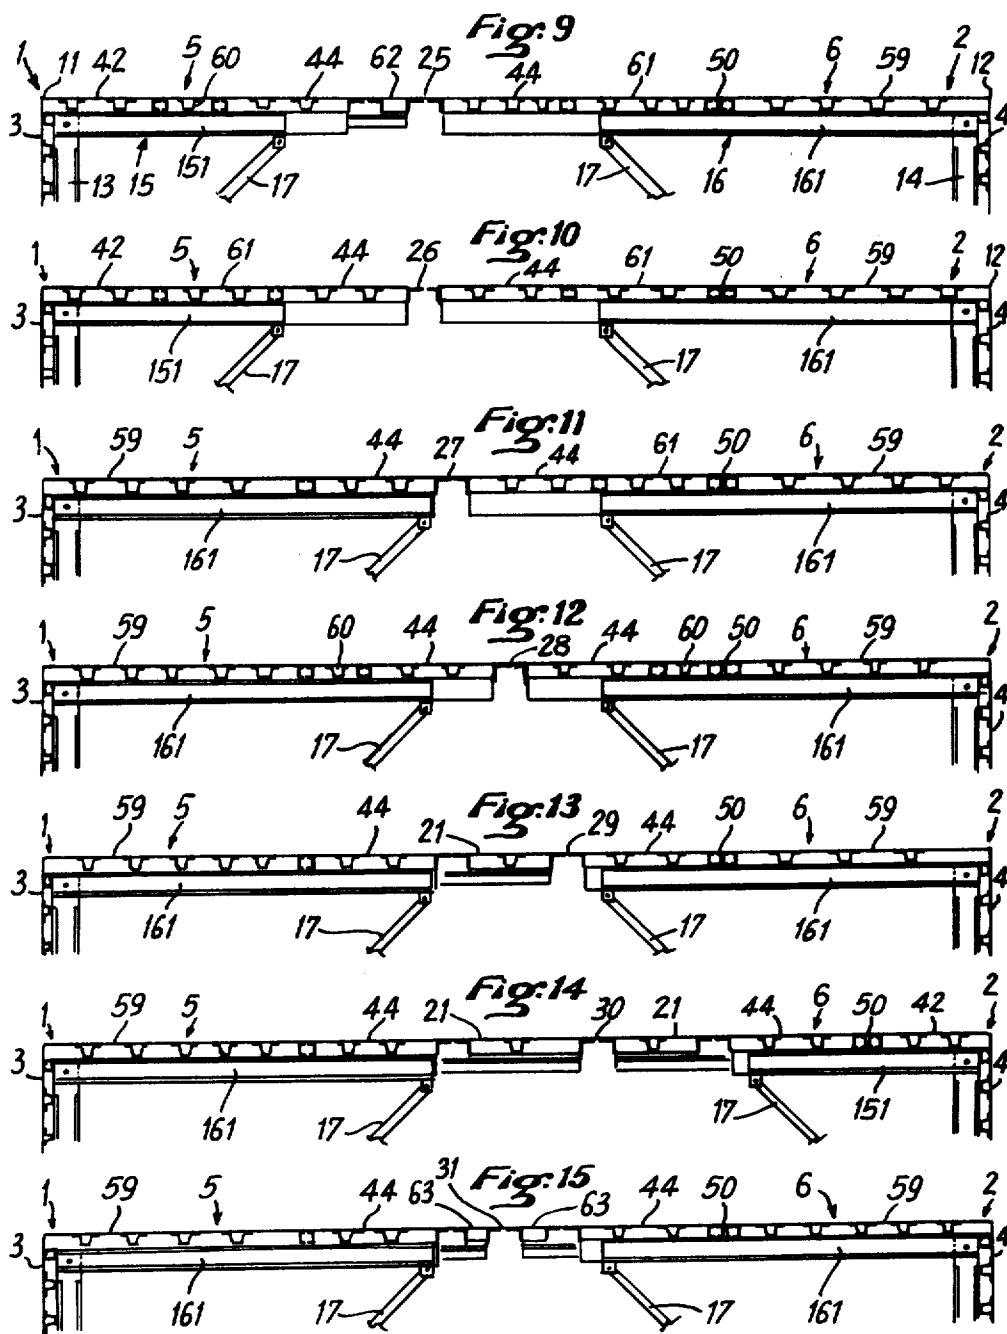 Fig:9
1 11 42 5 60 44 62 25 44 61 50 6 59 2 12
3 13 15 151 17 17 16 161 14 4
Fig:10
1 42 5 61 44 26 44 61 50 6 59 2 12
3 151 17 17 161 4
Fig:11
1 59 5 44 27 44 61 50 6 59 2
3 161 17 17 161 4
Fig:12
1 59 5 60 44 28 44 60 50 6 59 2
3 161 17 17 161 4
Fig:13
1 59 5 44 21 29 44 50 6 59 2
3 161 17 17 161 4
Fig:14
1 59 5 44 21 30 21 44 6 50 42 2
3 161 17 17 151 4
Fig:15
1 59 5 44 63 31 63 44 50 6 59 2
3 161 17 17 161 4